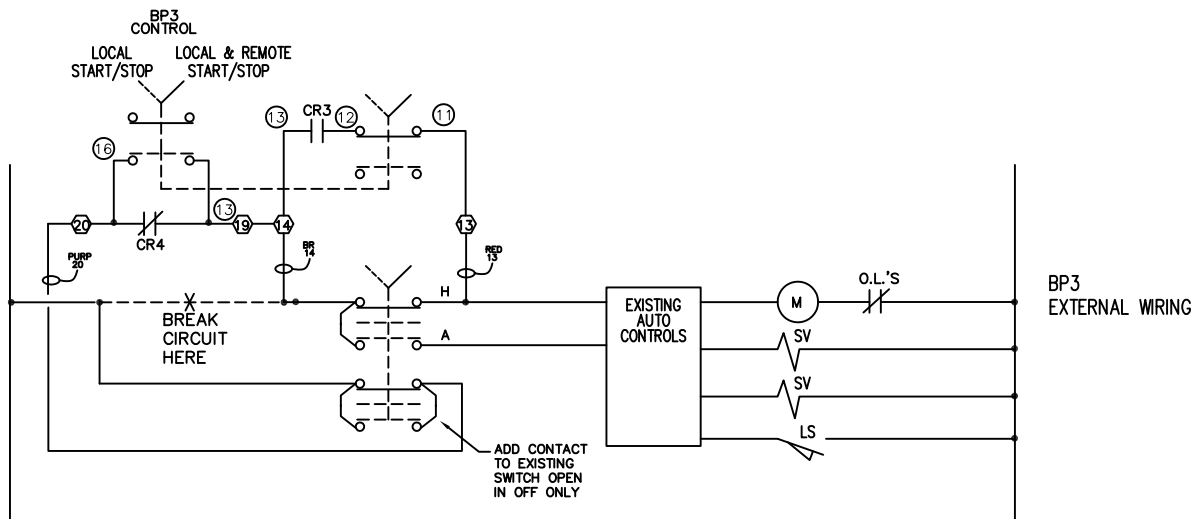 BP3
CONTROL
LOCAL
START/STOP
LOCAL & REMOTE
START/STOP
13
CR3
12
11
16
13
20
CR4
19
14
13
PURP
20
BR
14
RED
13
H
A
BREAK
CIRCUIT
HERE
EXISTING
AUTO
CONTROLS
M
O.L.'S
SV
SV
LS
BP3
EXTERNAL WIRING
ADD CONTACT
TO EXISTING
SWITCH OPEN
IN OFF ONLY